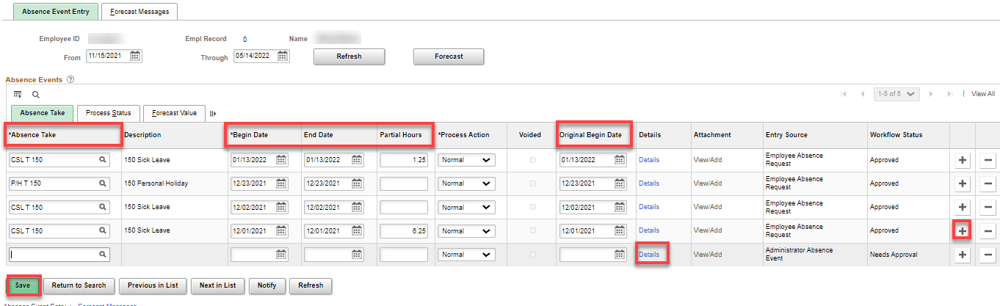 Absence Event Entry Forecast Messages
Employee ID Empl Record 0 Name
From 11/15/2021 Through 05/14/2022 Refresh Forecast
Absence Events
1-5 of 5 View All
Absence Take Process Status Forecast Value
*Absence Take Description *Begin Date End Date Partial Hours *Process Action Voided Original Begin Date Details Attachment Entry Source Workflow Status
CSL T 150 150 Sick Leave 01/13/2022 01/13/2022 1.25 Normal 01/13/2022 Details View/Add Employee Absence Request Approved
P/H T 150 150 Personal Holiday 12/23/2021 12/23/2021 Normal 12/23/2021 Details View/Add Employee Absence Request Approved
CSL T 150 150 Sick Leave 12/02/2021 12/02/2021 Normal 12/02/2021 Details View/Add Employee Absence Request Approved
CSL T 150 150 Sick Leave 12/01/2021 12/01/2021 6.25 Normal 12/01/2021 Details View/Add Employee Absence Request Approved
Normal Details View/Add Administrator Absence Event Needs Approval
Save Return to Search Previous in List Next in List Notify Refresh
Absence Event Entry | Forecast Messages